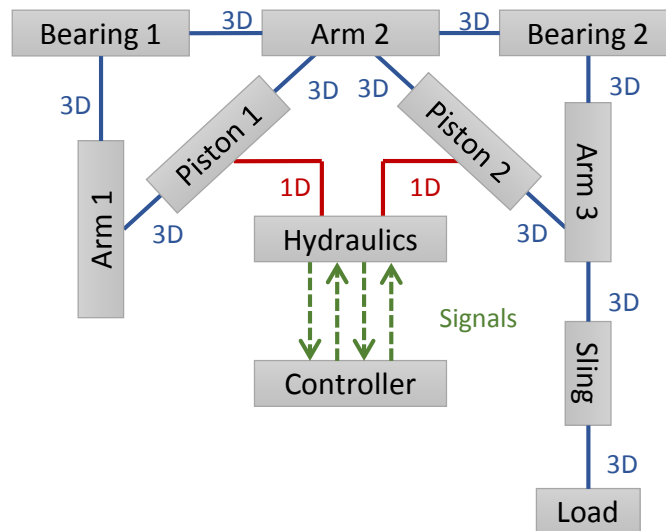 Bearing 1
3D
Arm 2
3D
Bearing 2
3D
3D
3D
3D
Piston 1
Piston 2
Arm 1
Arm 3
1D
1D
3D
3D
Hydraulics
3D
Signals
Sling
Controller
3D
Load